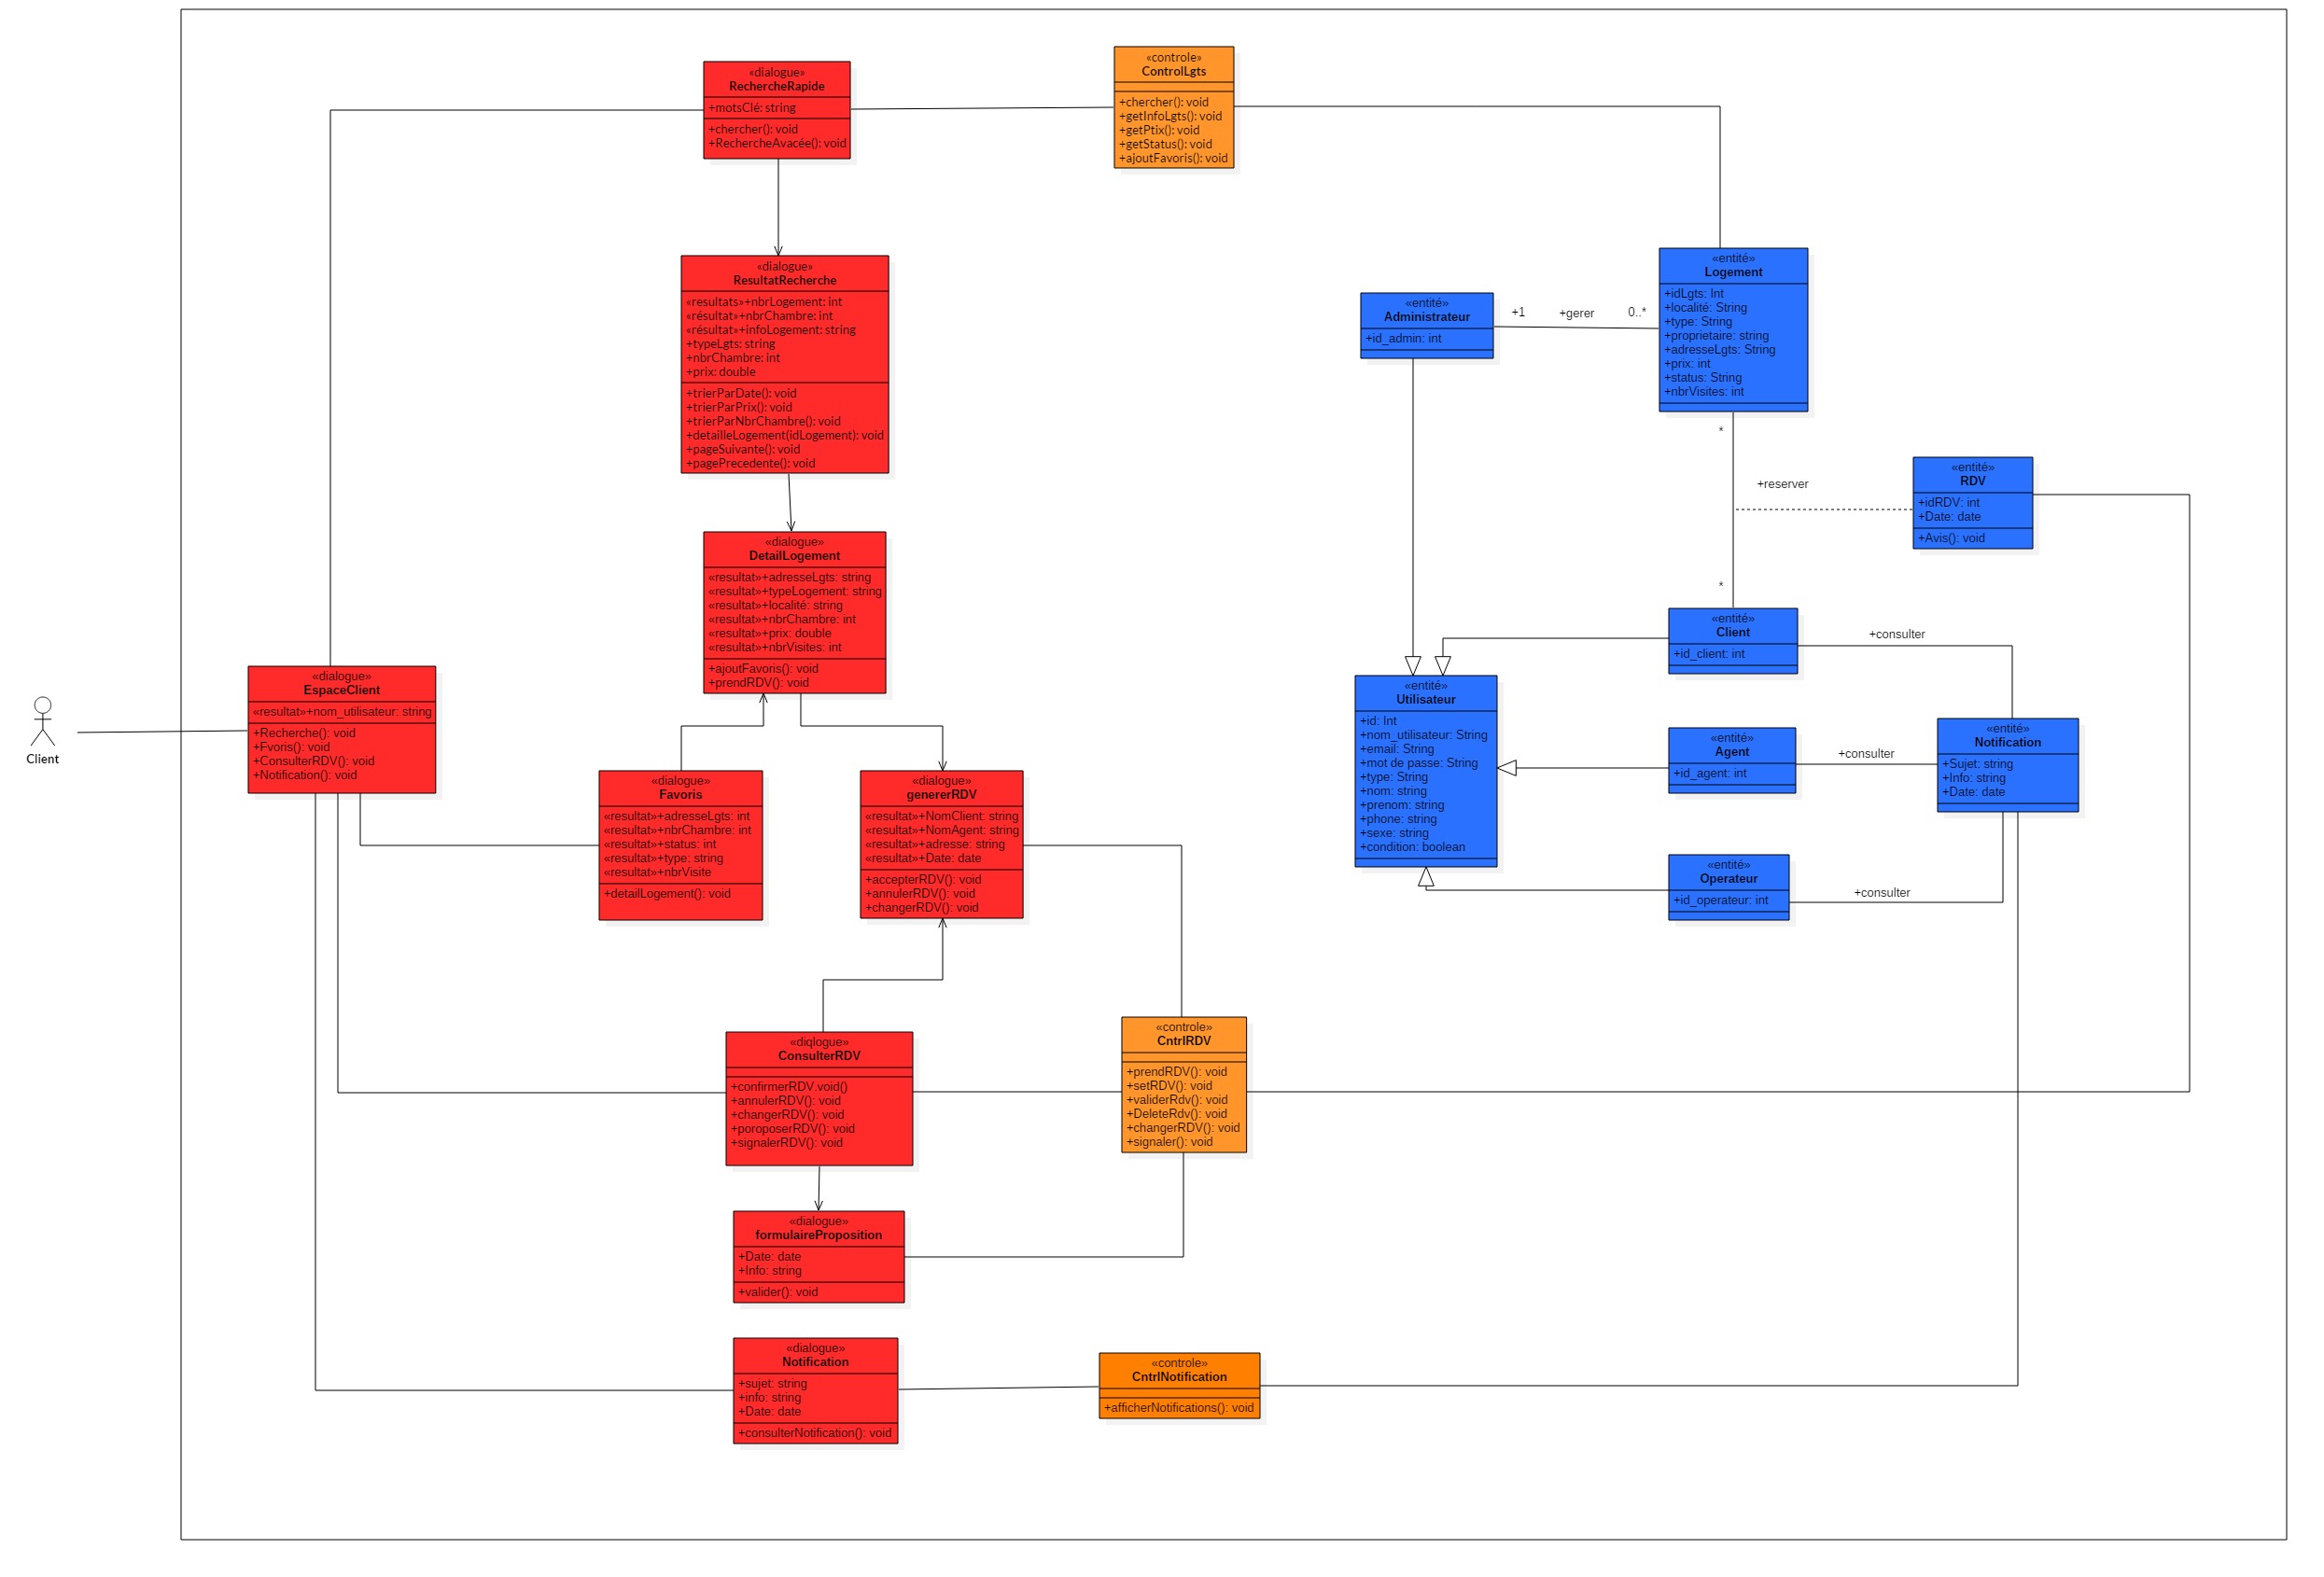 «dialogue»
RechercheRapide
+motsClé: string
+chercher(): void
+RechercheAvacée(): void
«controle»
ControlLgts
+chercher(): void
+getInfoLgts(): void
+getPtix(): void
+getStatus(): void
+ajoutFavoris(): void
«dialogue»
ResultatRecherche
«resultats»+nbrLogement: int
«résultat»+nbrChambre: int
«résultat»+infoLogement: string
+typeLgts: string
+nbrChambre: int
+prix: double
+trierParDate(): void
+trierParPrix(): void
+trierParNbrChambre(): void
+detailleLogement(idLogement): void
+pageSuivante(): void
+pagePrecedente(): void
«entité»
Administrateur
+id_admin: int
+1
+gerer
0..*
«entité»
Logement
+idLgts: Int
+localité: String
+type: String
+proprietaire: string
+adresseLgts: String
+prix: int
+status: String
+nbrVisites: int
*
+reserver
*
«entité»
RDV
+idRDV: int
+Date: date
+Avis(): void
«dialogue»
DetailLogement
«resultat»+adresseLgts: string
«resultat»+typeLogement: string
«resultat»+localité: string
«resultat»+nbrChambre: int
«resultat»+prix: double
«resultat»+nbrVisites: int
+ajoutFavoris(): void
+prendRDV(): void
«entité»
Client
+id_client: int
+consulter
Client
«dialogue»
EspaceClient
«resultat»+nom_utilisateur: string
+Recherche(): void
+Fvoris(): void
+ConsulterRDV(): void
+Notification(): void
«entité»
Utilisateur
+id: Int
+nom_utilisateur: String
+email: String
+mot de passe: String
+type: String
+nom: string
+prenom: string
+phone: string
+sexe: string
+condition: boolean
«entité»
Agent
+id_agent: int
+consulter
«entité»
Notification
+Sujet: string
+Info: string
+Date: date
«dialogue»
Favoris
«resultat»+adresseLgts: int
«resultat»+nbrChambre: int
«resultat»+status: int
«resultat»+type: string
«resultat»+nbrVisite
+detailLogement(): void
«dialogue»
genererRDV
«resultat»+NomClient: string
«resultat»+NomAgent: string
«resultat»+adresse: string
«resultat»+Date: date
+accepterRDV(): void
+annulerRDV(): void
+changerRDV(): void
«entité»
Operateur
+id_operateur: int
+consulter
«diqlogue»
ConsulterRDV
+confirmerRDV.void()
+annulerRDV(): void
+changerRDV(): void
+poroposerRDV(): void
+signalerRDV(): void
«controle»
CntrlRDV
+prendRDV(): void
+setRDV(): void
+validerRdv(): void
+DeleteRdv(): void
+changerRDV(): void
+signaler(): void
«dialogue»
formulaireProposition
+Date: date
+Info: string
+valider(): void
«dialogue»
Notification
+sujet: string
+info: string
+Date: date
+consulterNotification(): void
«controle»
CntrlNotification
+afficherNotifications(): void